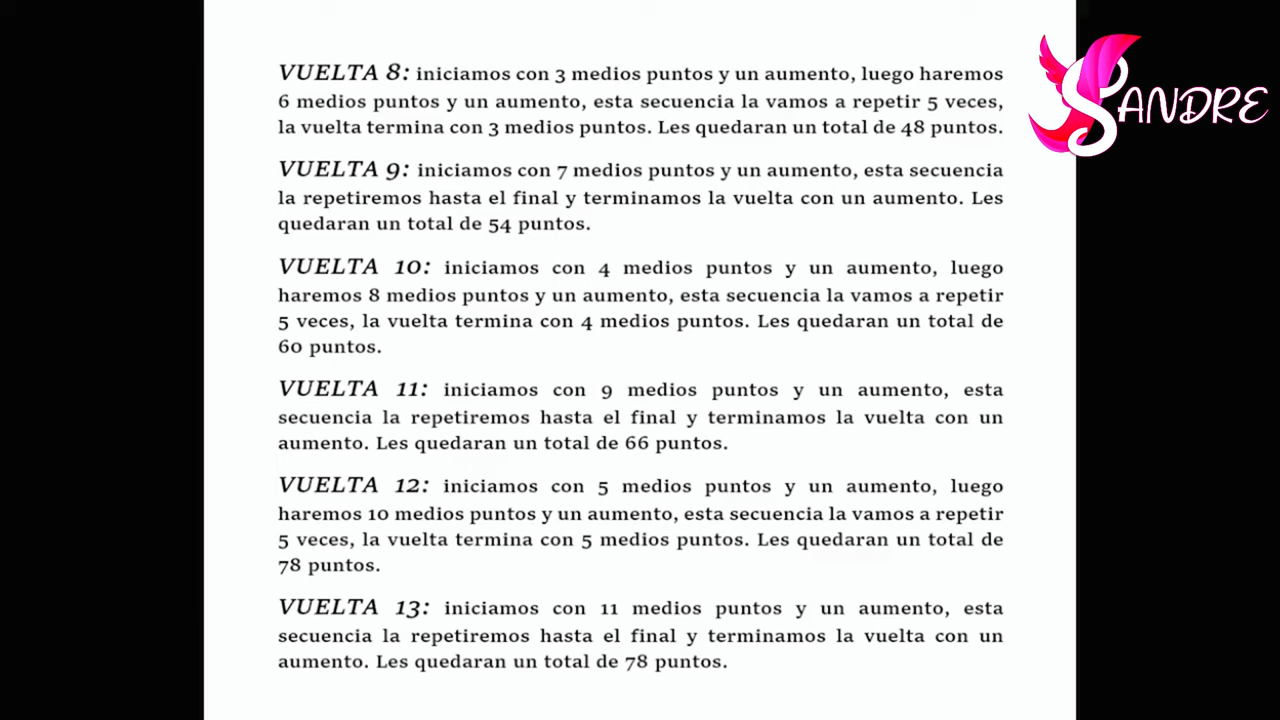 VUELTA 8: iniciamos con 3 medios puntos y un aumento, luego haremos
6 medios puntos y un aumento, esta secuencia la vamos a repetir 5 veces,
la vuelta termina con 3 medios puntos. Les quedaran un total de 48 puntos.
VUELTA 9: iniciamos con 7 medios puntos y un aumento, esta secuencia
la repetiremos hasta el final y terminamos la vuelta con un aumento. Les
quedaran un total de 54 puntos.
VUELTA 10: iniciamos con 4 medios puntos y un aumento, luego
haremos 8 medios puntos y un aumento, esta secuencia la vamos a repetir
5 veces, la vuelta termina con 4 medios puntos. Les quedaran un total de
60 puntos.
VUELTA 11: iniciamos con 9 medios puntos y un aumento, esta
secuencia la repetiremos hasta el final y terminamos la vuelta con un
aumento. Les quedaran un total de 66 puntos.
VUELTA 12: iniciamos con 5 medios puntos y un aumento, luego
haremos 10 medios puntos y un aumento, esta secuencia la vamos a repetir
5 veces, la vuelta termina con 5 medios puntos. Les quedaran un total de
78 puntos.
VUELTA 13: iniciamos con 11 medios puntos y un aumento, esta
secuencia la repetiremos hasta el final y terminamos la vuelta con un
aumento. Les quedaran un total de 78 puntos.
SANDRE